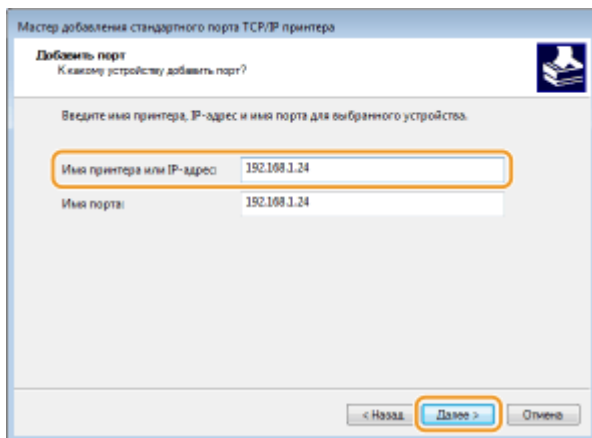 Мастер добавления стандартного порта TCP/IP принтера
Добавить порт
К какому устройству добавить порт?
Введите имя принтера, IP-адрес и имя порта для выбранного устройства.
Имя принтера или IP-адрес: 192.168.1.24
Имя порта: 192.168.1.24
< Назад Далее > Отмена